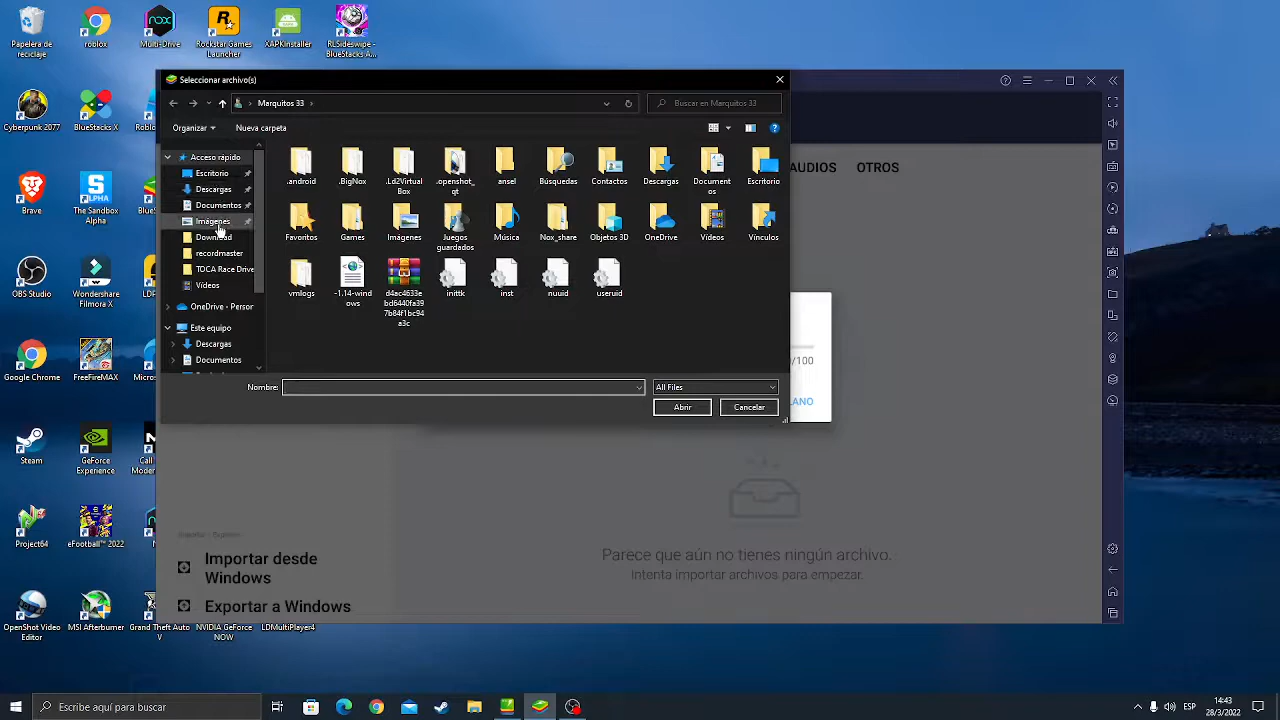 Papelera de reciclaje
roblox
Multi-Drive
Rockstar Games Launcher
XAPKInstaller
RLSideswipe - BlueStacks A...
Seleccionar archivo(s)
Marquitos 33
Buscar en Marquitos 33
Organizar
Nueva carpeta
Cyberpunk 2077
BlueStacks X
Brave
The Sandbox Alpha
OBS Studio
Wondershare Filmora X
Google Chrome
FreeFireMAX
Steam
GeForce Experience
Call
Mo
Project64
eFootball™ 2022
OpenShot Video Editor
MSI Afterburner
Grand Theft Auto V
NVIDIA GeForce NOW
LDMultiPlayer4
Acceso rápido
Escritorio
Descargas
Documentos
Imágenes
Download
recordmaster
TOCA Race Drive
Vídeos
OneDrive - Person
Este equipo
Descargas
Documentos
.android
.BigNox
.Ld2VirtualBox
.openshot_qt
ansel
Búsquedas
Contactos
Descargas
Documentos
Escritorio
Favoritos
Games
Imágenes
Juegos guardados
Música
Nox_share
Objetos 3D
OneDrive
Vídeos
Vínculos
vmlogs
-1.14-windows
inittk
inst
nuuid
useruid
Nombre:
All Files
Abrir
Cancelar
AUDIOS
OTROS
/100
LANO
Parece que aún no tienes ningún archivo.
Intenta importar archivos para empezar.
Importar - Exportar
Importar desde Windows
Exportar a Windows
Escribe aquí para buscar
ESP
14:43
28/3/2022